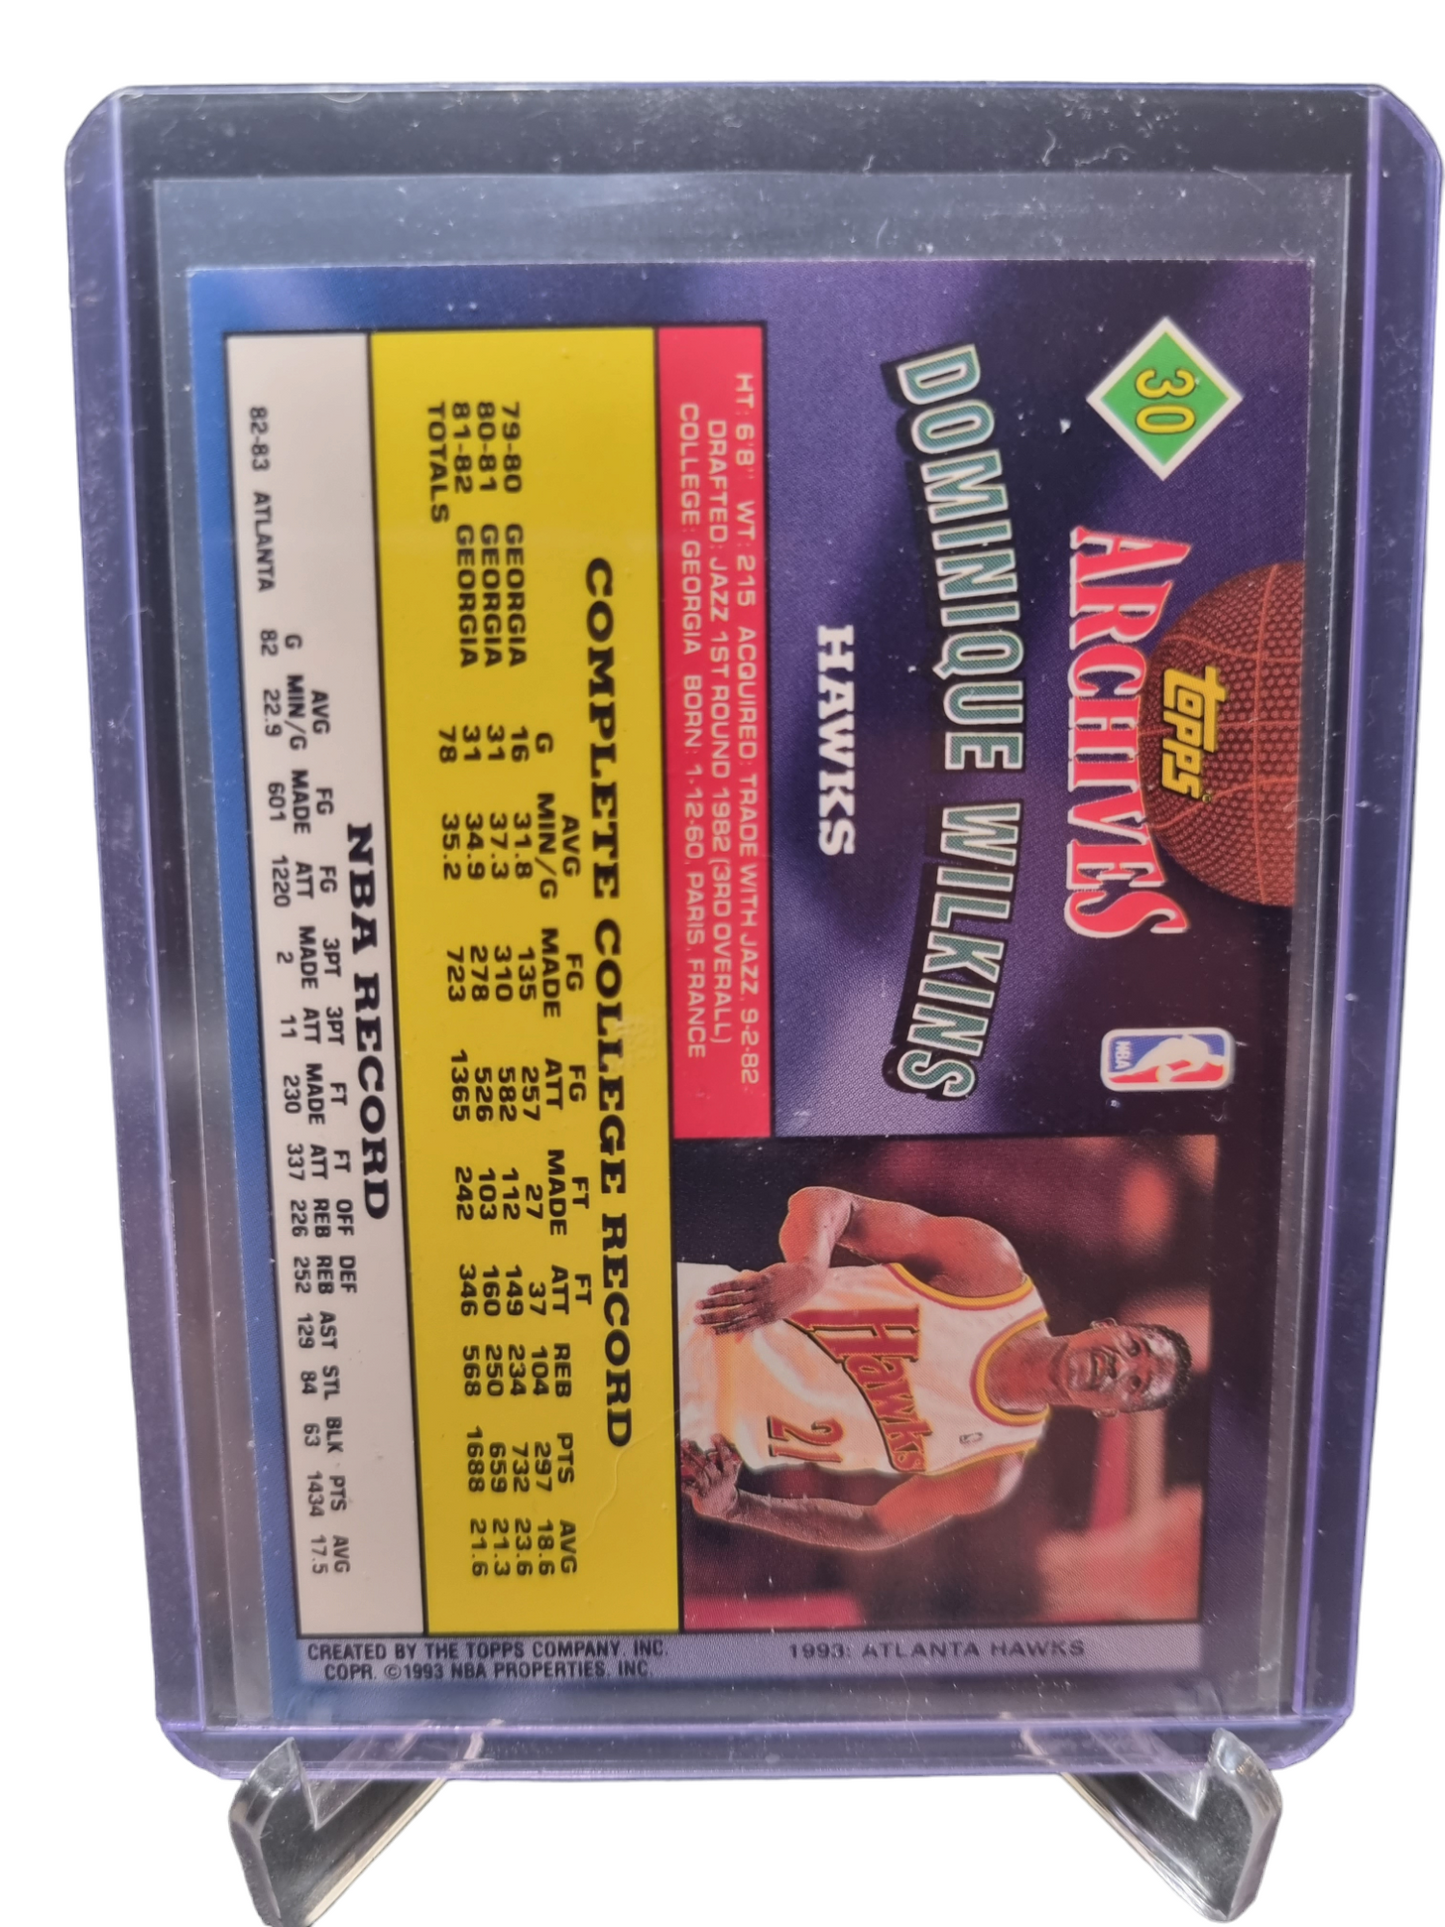 30
topps
ARCHIVES
NBA
DOMINIQUE WILKINS
HAWKS
HT: 6'8" WT: 215 ACQUIRED: TRADE WITH JAZZ, 9-2-82
DRAFTED: JAZZ 1ST ROUND 1982 (3RD OVERALL)
COLLEGE: GEORGIA BORN: 1-12-60, PARIS, FRANCE
Hawks
21
COMPLETE COLLEGE RECORD
AVG FG FG FT FT
G MIN/G MADE ATT MADE ATT REB PTS AVG
79-80 GEORGIA 16 31.8 135 257 27 37 104 297 18.6
80-81 GEORGIA 31 37.3 310 582 112 149 234 732 23.6
81-82 GEORGIA 31 34.9 278 526 103 160 250 659 21.3
TOTALS 78 35.2 723 1365 242 346 568 1688 21.6
NBA RECORD
AVG FG FG 3PT 3PT FT FT OFF DEF
G MIN/G MADE ATT MADE ATT MADE ATT REB REB AST STL BLK PTS AVG
82-83 ATLANTA 82 22.9 601 1220 2 11 230 337 226 252 129 84 63 1434 17.5
1993: ATLANTA HAWKS
CREATED BY THE TOPPS COMPANY, INC.
COPR. ©1993 NBA PROPERTIES, INC.